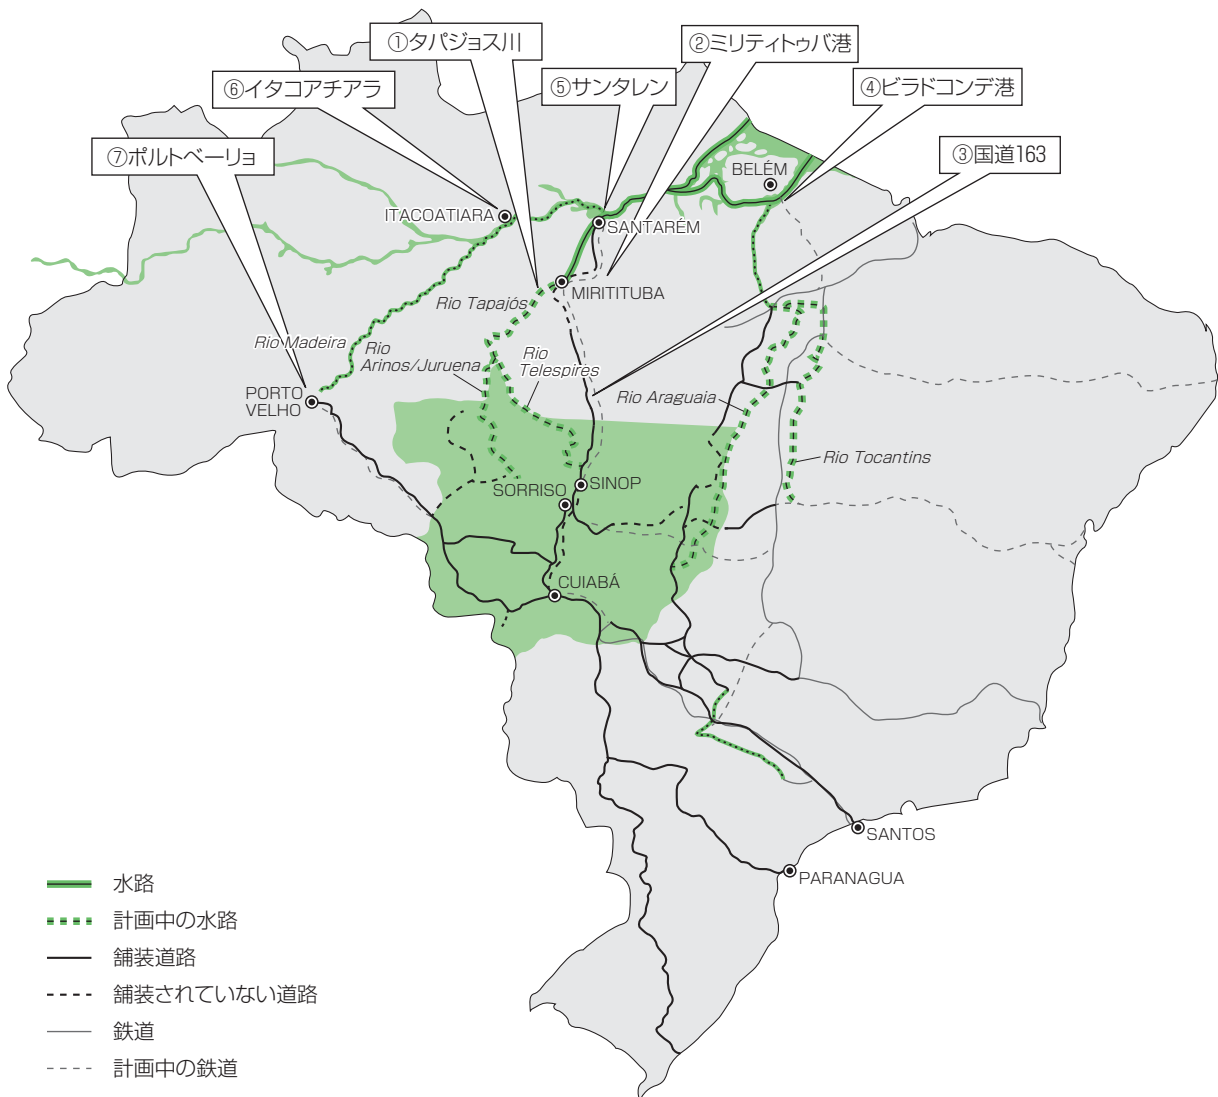 ①タパジョス川
②ミリティトゥバ港
⑥イタコアチアラ
⑤サンタレン
④ビラドコンデ港
⑦ポルトベーリョ
③国道163
BELÉM
ITACOATIARA
SANTARÉM
MIRITITUBA
Rio Tapajós
Rio Madeira
Rio
Arinos/Juruena
Rio
Telespires
PORTO
VELHO
Rio Araguaia
Rio Tocantins
SORRISO
SINOP
CUIABÁ
SANTOS
PARANAGUA
水路
計画中の水路
舗装道路
舗装されていない道路
鉄道
計画中の鉄道